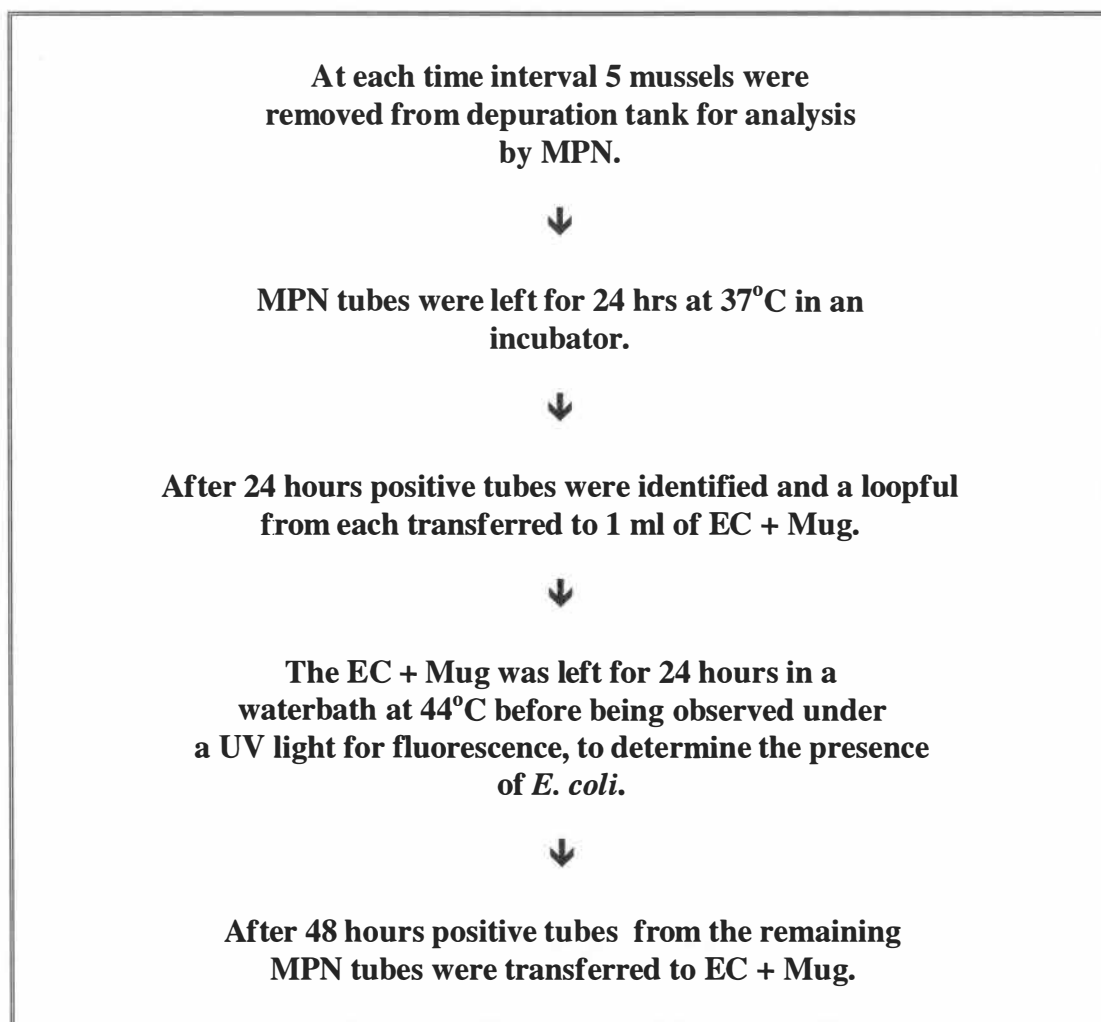 At each time interval 5 mussels were
removed from depuration tank for analysis
by MPN.
↓
MPN tubes were left for 24 hrs at 37°C in an
incubator.
↓
After 24 hours positive tubes were identified and a loopful
from each transferred to 1 ml of EC + Mug.
↓
The EC + Mug was left for 24 hours in a
waterbath at 44°C before being observed under
a UV light for fluorescence, to determine the presence
of E. coli.
↓
After 48 hours positive tubes from the remaining
MPN tubes were transferred to EC + Mug.